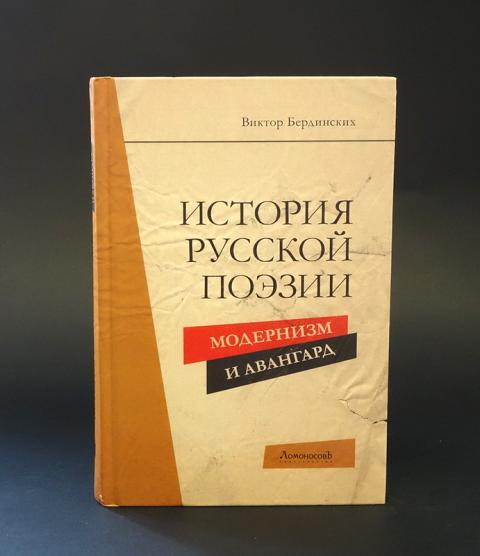 Виктор Бердинских
ИСТОРИЯ
РУССКОЙ
ПОЭЗИИ
МОДЕРНИЗМ
И АВАНГАРД
ЛомоносовЪ